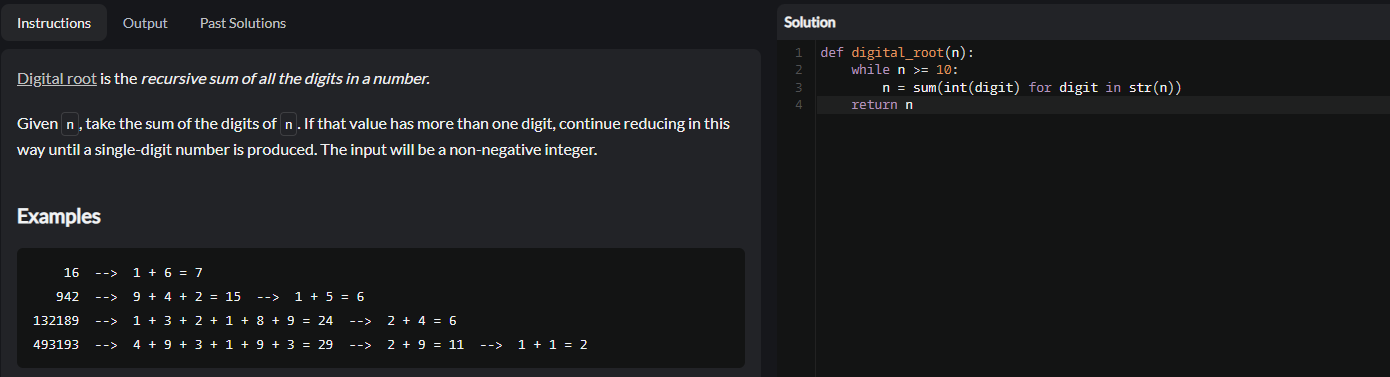 Instructions Output Past Solutions
Digital root is the recursive sum of all the digits in a number.
Given n, take the sum of the digits of n. If that value has more than one digit, continue reducing in this
way until a single-digit number is produced. The input will be a non-negative integer.
Examples
    16  -->  1 + 6 = 7
   942  -->  9 + 4 + 2 = 15  -->  1 + 5 = 6
132189  -->  1 + 3 + 2 + 1 + 8 + 9 = 24  -->  2 + 4 = 6
493193  -->  4 + 9 + 3 + 1 + 9 + 3 = 29  -->  2 + 9 = 11  -->  1 + 1 = 2
Solution
1 def digital_root(n):
2     while n >= 10:
3         n = sum(int(digit) for digit in str(n))
4     return n